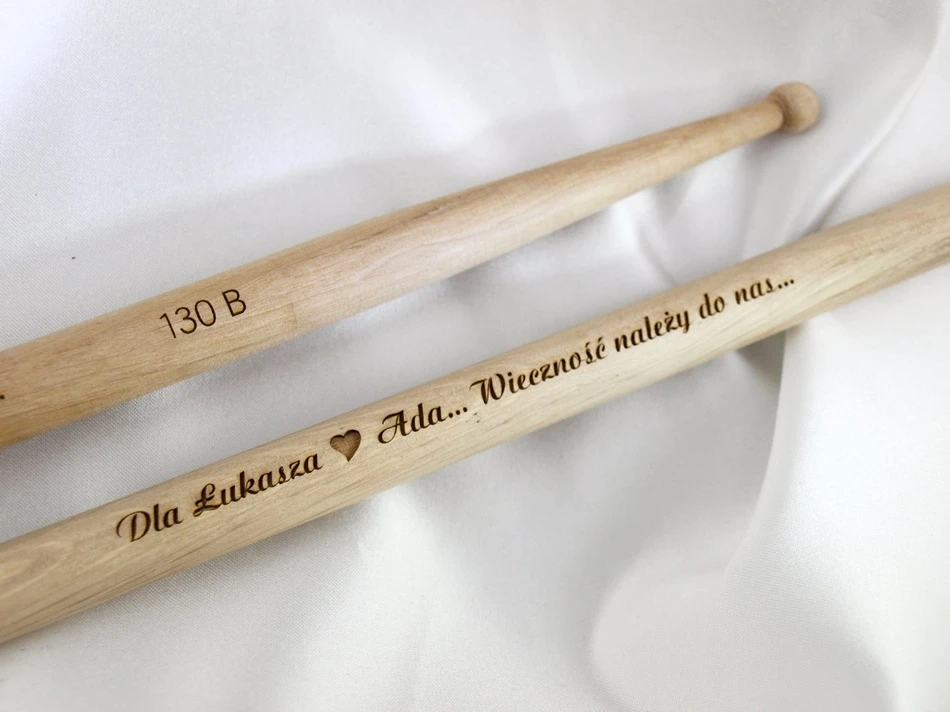 130 B
Dla Łukasza ♥ Ada... Wieczność należy do nas...